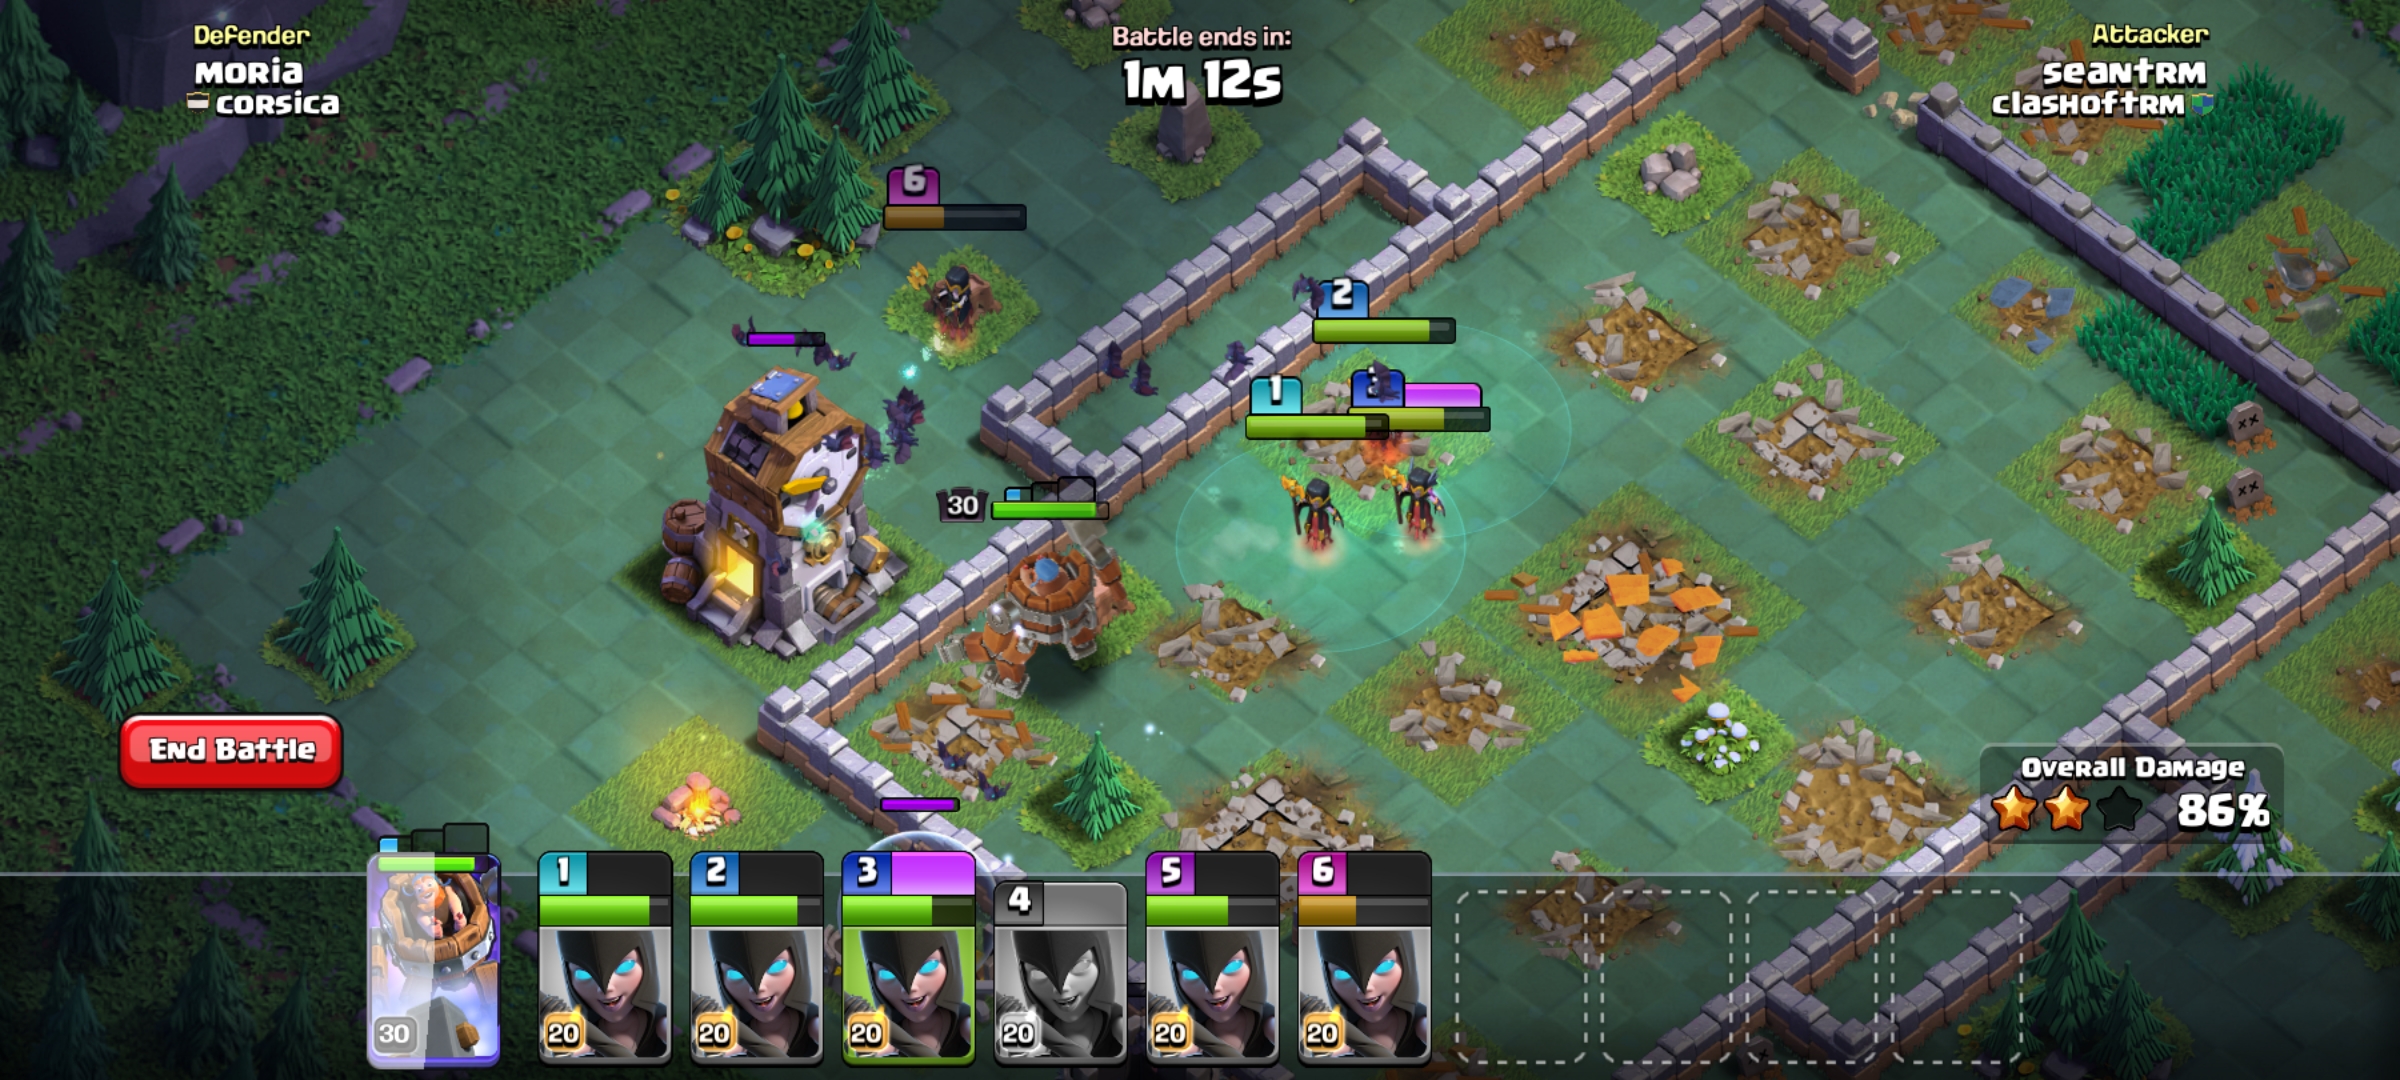 Defender
MORia
CORSica
Battle ends in:
1M 12s
Attacker
seantRM
clashoftRM
6
2
1
30
End Battle
Overall Damage
86%
1
2
3
4
5
6
30
20
20
20
20
20
20